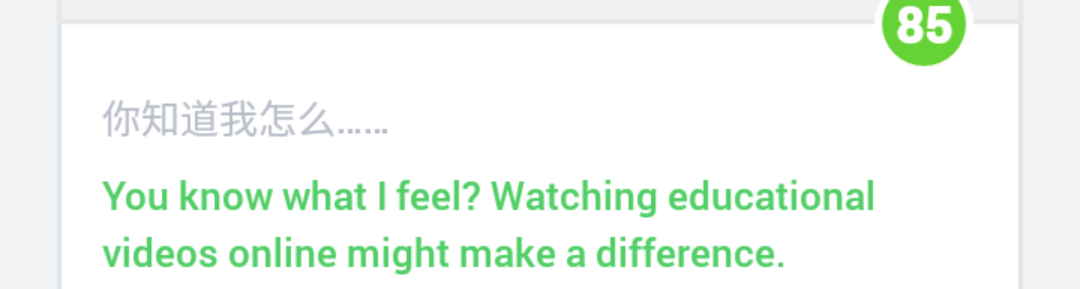 85
你知道我怎么……
You know what I feel? Watching educational
videos online might make a difference.